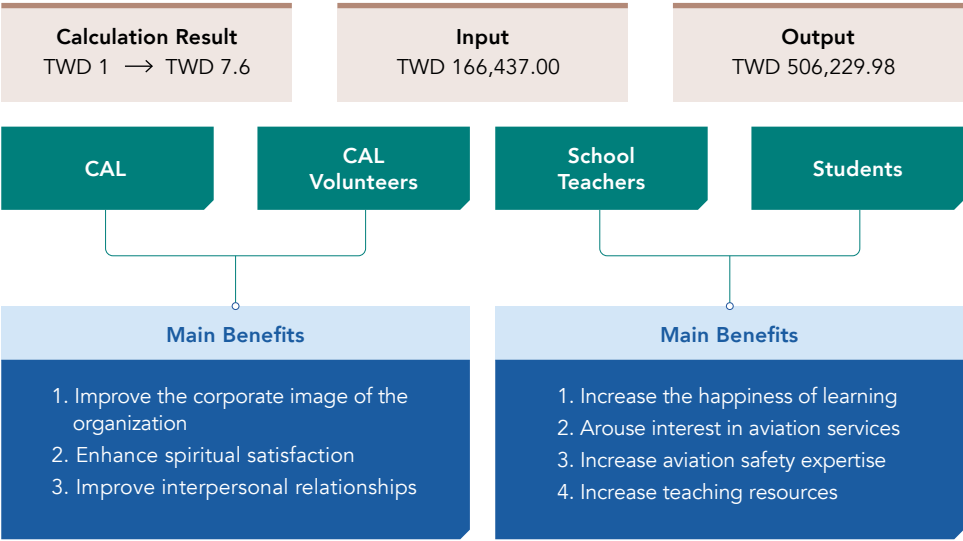 Calculation Result
TWD 1 → TWD 7.6
Input
TWD 166,437.00
Output
TWD 506,229.98
CAL
CAL
Volunteers
School
Teachers
Students
Main Benefits
1. Improve the corporate image of the
organization
2. Enhance spiritual satisfaction
3. Improve interpersonal relationships
Main Benefits
1. Increase the happiness of learning
2. Arouse interest in aviation services
3. Increase aviation safety expertise
4. Increase teaching resources